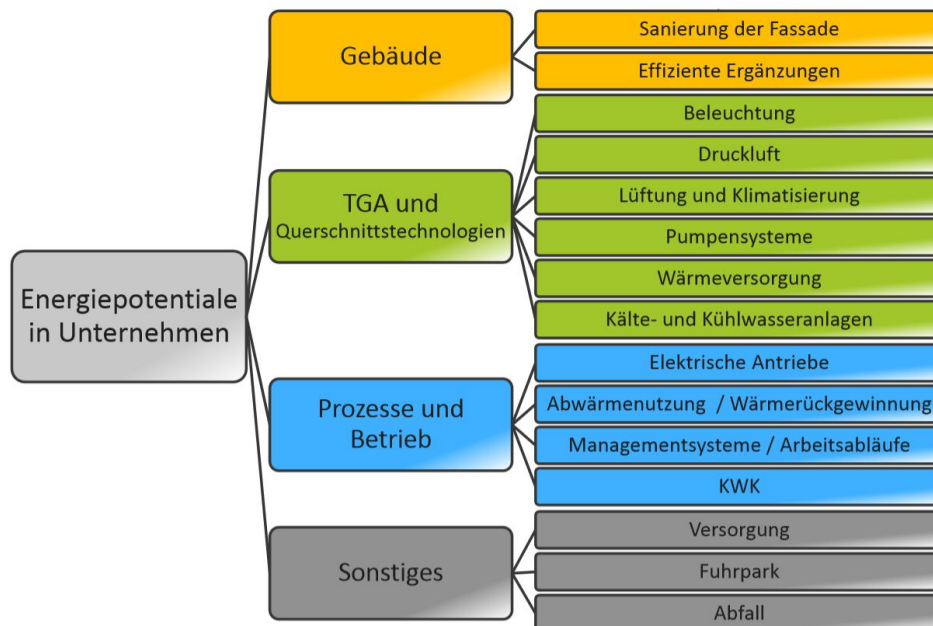 Energiepotentiale
in Unternehmen
Gebäude
Sanierung der Fassade
Effiziente Ergänzungen
TGA und
Querschnittstechnologien
Beleuchtung
Druckluft
Lüftung und Klimatisierung
Pumpensysteme
Wärmeversorgung
Kälte- und Kühlwasseranlagen
Prozesse und
Betrieb
Elektrische Antriebe
Abwärmenutzung / Wärmerückgewinnung
Managementsysteme / Arbeitsabläufe
KWK
Sonstiges
Versorgung
Fuhrpark
Abfall